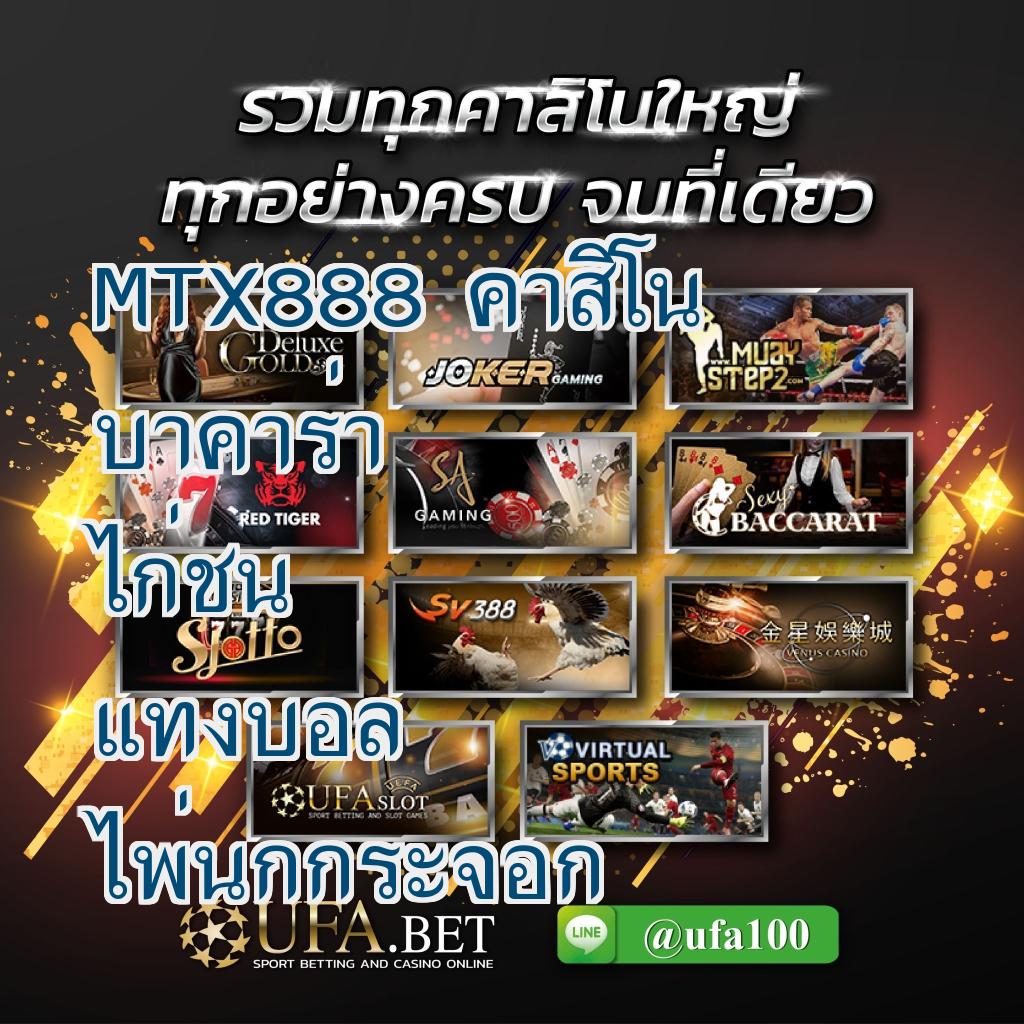 รวมทุกคาสิโนใหญ่
ทุกอย่างครบ จบที่เดียว
MTX888 คาสิโน
Deluxe
GOLD
JOKER GAMING
WWW.MUAY
STEP2.COM
บาคาร่า
RED TIGER
SA
GAMING
Sexy
BACCARAT
ไก่ชน
777
Slotto
SV388
金星娛樂城
VENUS CASINO
แทงบอล
UFA SLOT
SPORT BETTING AND SLOT GAMES
VIRTUAL
SPORTS
ไพ่นกกระจอก
UFA.BET
SPORT BETTING AND CASINO ONLINE
LINE
@ufa100